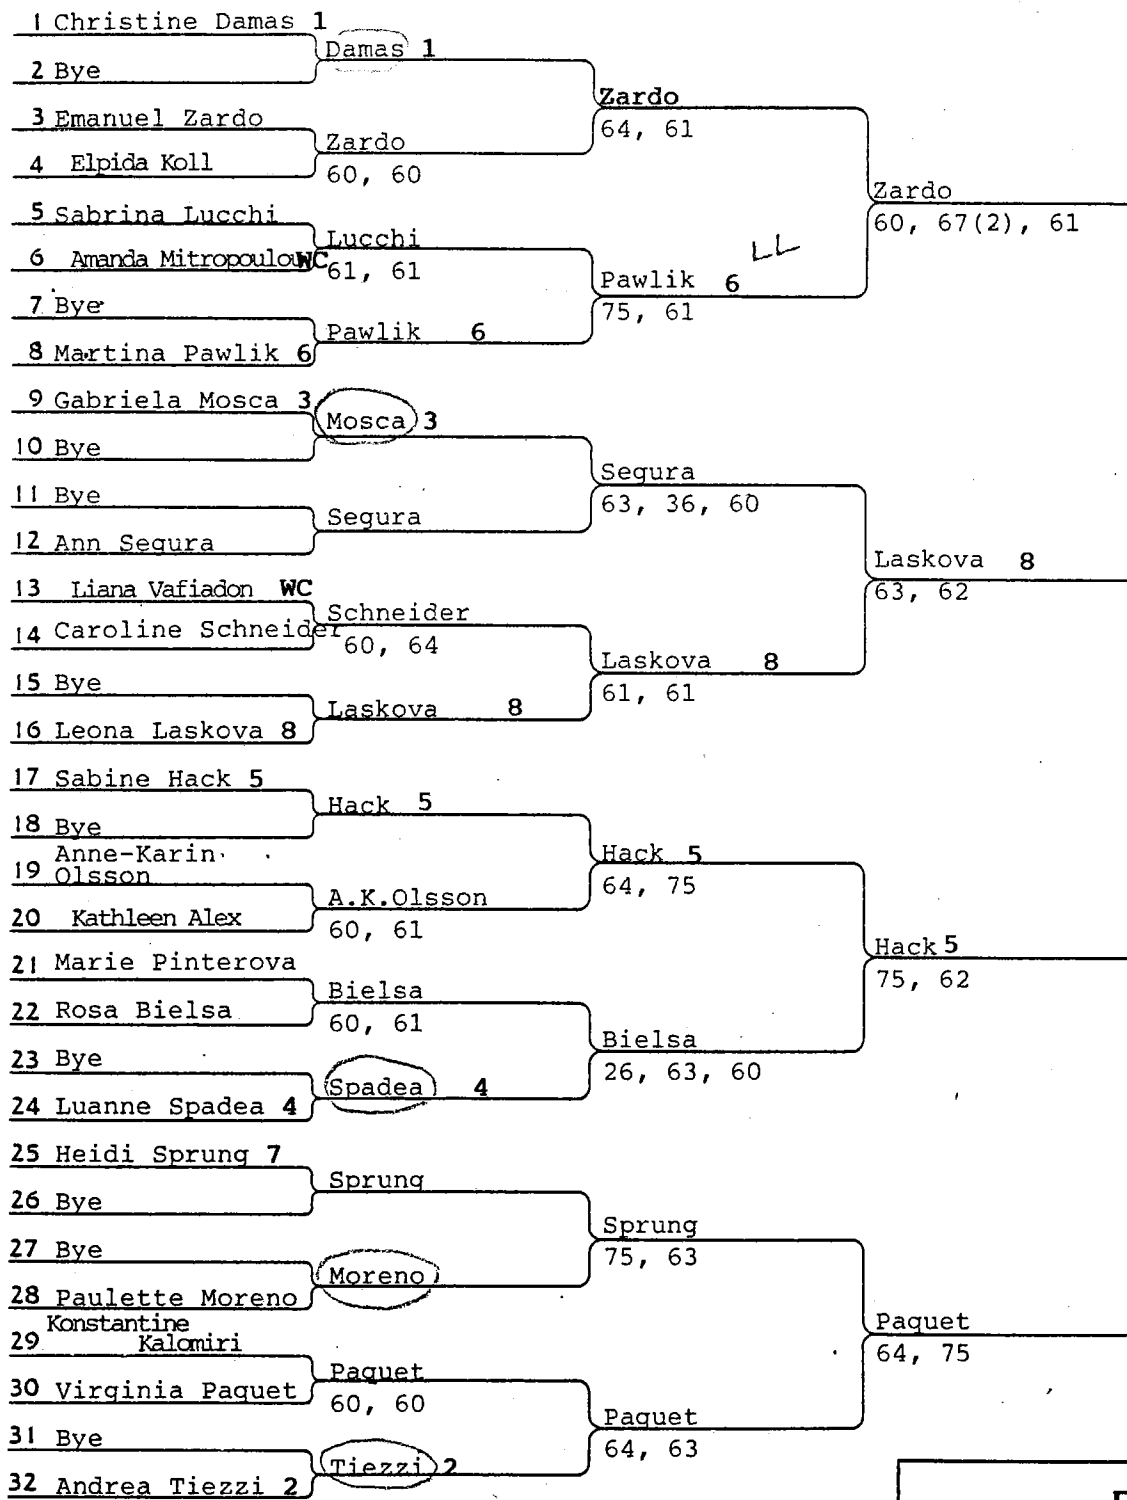 1 Christine Damas 1
2 Bye
3 Emanuel Zardo
4 Elpida Koll
5 Sabrina Lucchi
6 Amanda Mitropoulou WC
7 Bye
8 Martina Pawlik 6
9 Gabriela Mosca 3
10 Bye
11 Bye
12 Ann Segura
13 Liana Vafiadon WC
14 Caroline Schneider
15 Bye
16 Leona Laskova 8
17 Sabine Hack 5
18 Bye
Anne-Karin
19 Olsson
20 Kathleen Alex
21 Marie Pinterova
22 Rosa Bielsa
23 Bye
24 Luanne Spadea 4
25 Heidi Sprung 7
26 Bye
27 Bye
28 Paulette Moreno
Konstantine
29 Kalomiri
30 Virginia Paquet
31 Bye
32 Andrea Tiezzi 2
Damas 1
Zardo
60, 60
Lucchi
61, 61
Pawlik 6
Mosca 3
Segura
Schneider
60, 64
Laskova 8
Hack 5
A.K.Olsson
60, 61
Bielsa
60, 61
Spadea 4
Sprung
Moreno
Paquet
60, 60
Tiezzi 2
Zardo
64, 61
LL
Pawlik 6
75, 61
Segura
63, 36, 60
Laskova 8
61, 61
Hack 5
64, 75
Bielsa
26, 63, 60
Sprung
75, 63
Paquet
64, 63
Zardo
60, 67(2), 61
Laskova 8
63, 62
Hack 5
75, 62
Paquet
64, 75